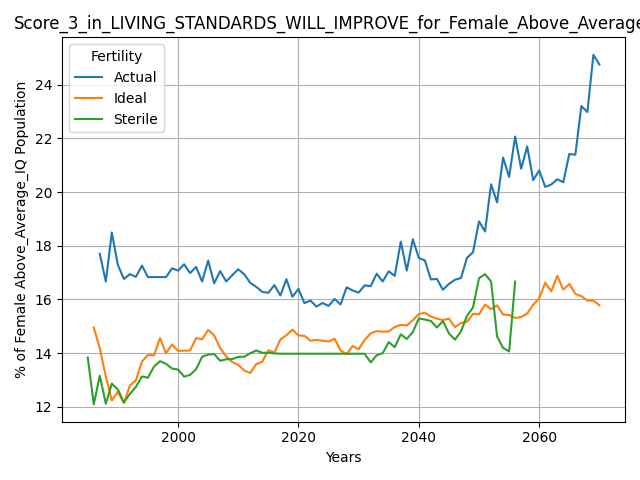 Score_3_in_LIVING_STANDARDS_WILL_IMPROVE_for_Female_Above_Average
Fertility
Actual
Ideal
Sterile
% of Female Above_Average_IQ Population
24
22
20
18
16
14
12
2000 2020 2040 2060
Years